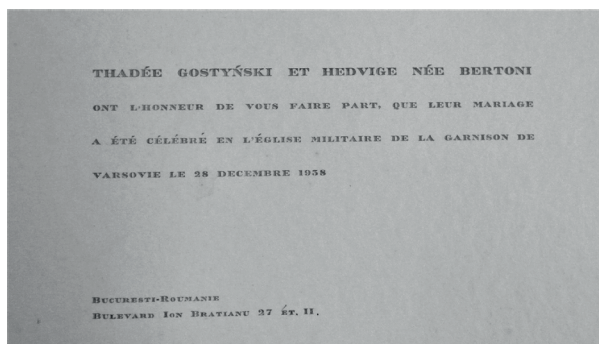 THADÉE GOSTYŃSKI ET HEDVIGE NÉE BERTONI
ONT L'HONNEUR DE VOUS FAIRE PART, QUE LEUR MARIAGE
A ÉTÉ CÉLÉBRÉ EN L'ÉGLISE MILITAIRE DE LA GARNISON DE
VARSOVIE LE 28 DECEMBRE 1938
BUCURESTI-ROUMANIE
BULEVARD ION BRATIANU 27 ÉT. II.